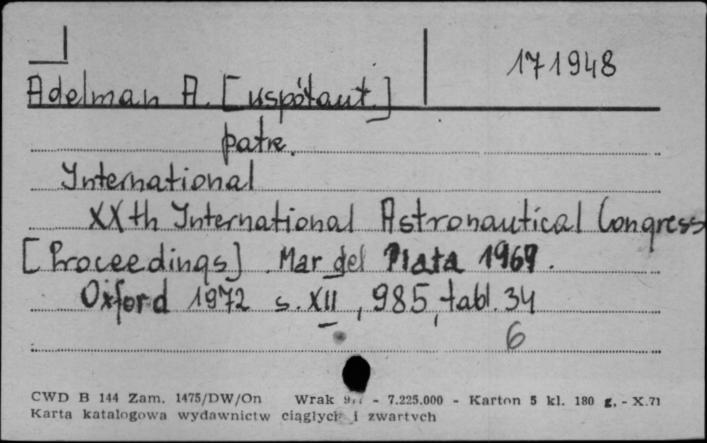 171948
Adelman A. [współaut.]
patrz.
International
XXth International Astronautical Congress
[Proceedings]. Mar del Plata 1969.
Oxford 1972 s. XII, 985, tabl. 34
6
CWD B 144 Zam. 1475/DW/On Wrak - 7.225.000 - Karton 5 kl. 180 g. - X.71
Karta katalogowa wydawnictw ciągłych i zwartych